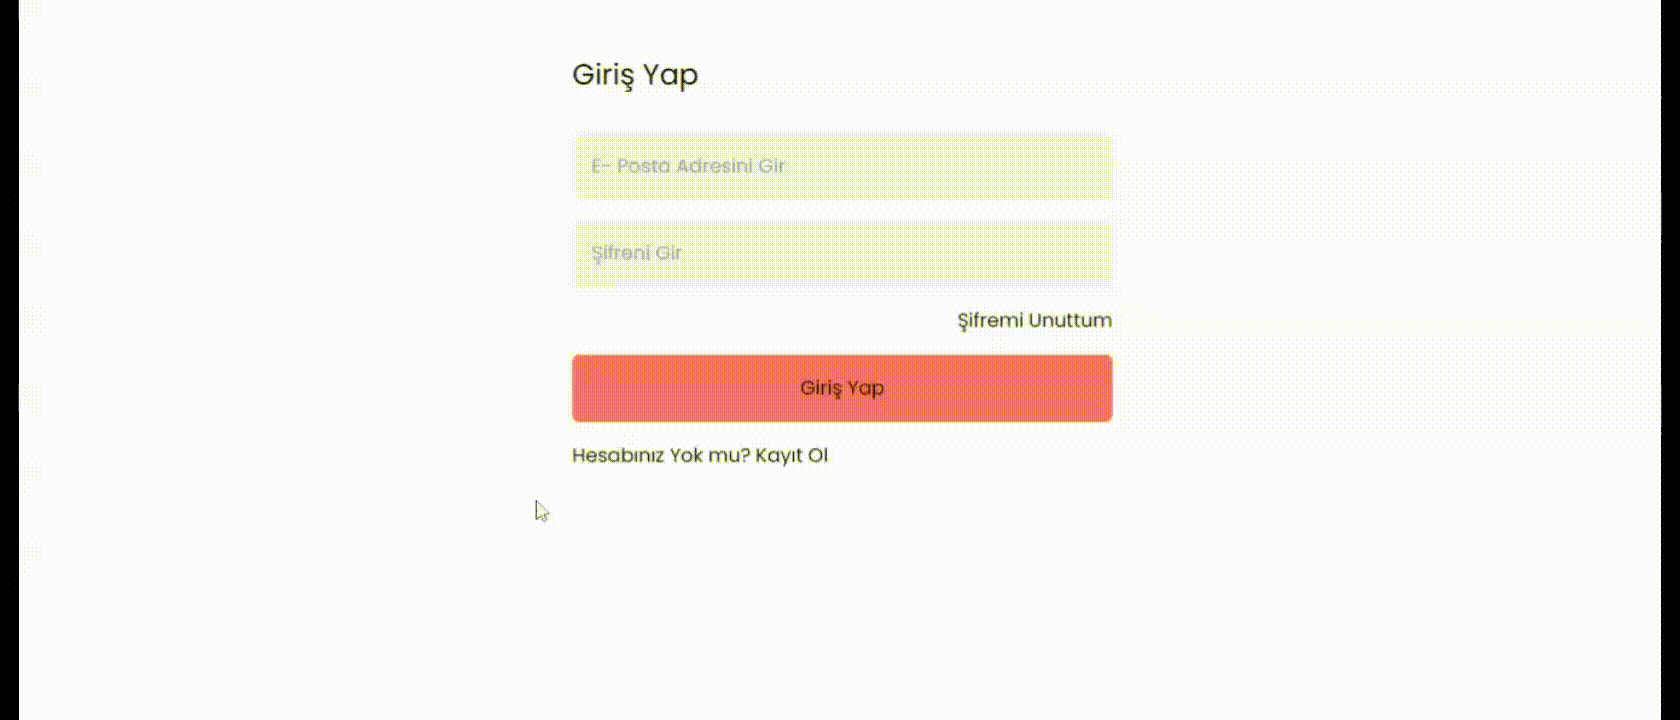 Giriş Yap
E- Posta Adresini Gir
Şifreni Gir
Şifremi Unuttum
Giriş Yap
Hesabınız Yok mu? Kayıt Ol